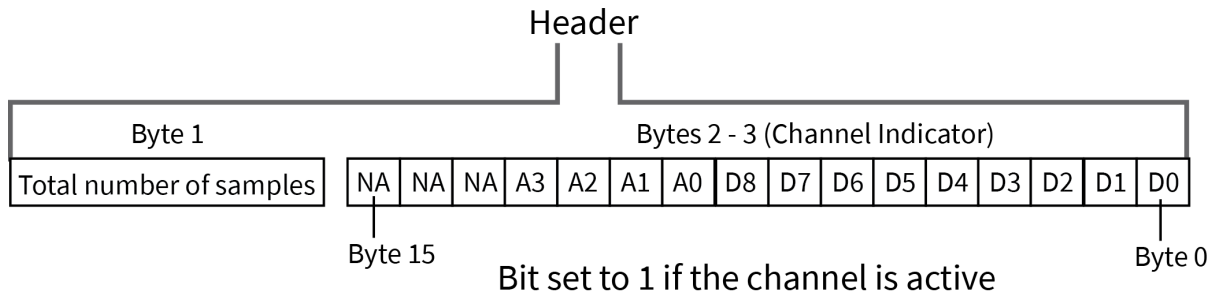 Header
Byte 1
Bytes 2 - 3 (Channel Indicator)
Total number of samples
NA NA NA A3 A2 A1 A0 D8 D7 D6 D5 D4 D3 D2 D1 D0
Byte 15
Byte 0
Bit set to 1 if the channel is active